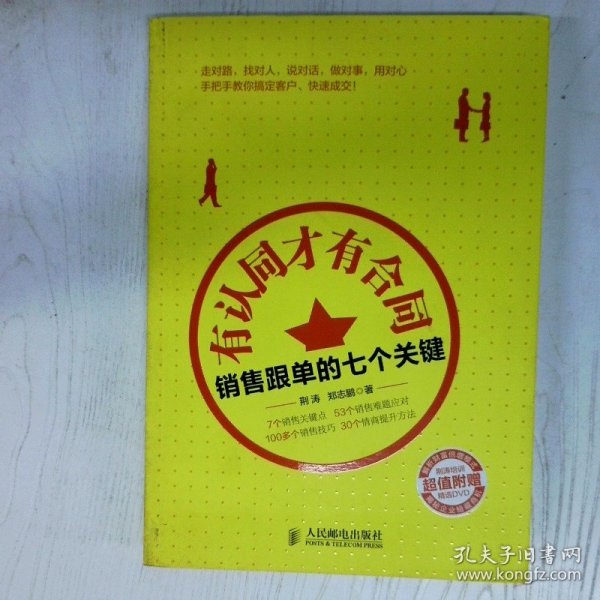 走对路，找对人，说对话，做对事，用对心
手把手教你搞定客户、快速成交！
有认同才有合同
销售跟单的七个关键
荆涛 郑志鹏◎著
7个销售关键点 53个销售难题应对
100多个销售技巧 30个情商提升方法
荆涛培训
超值附赠
精选DVD
人民邮电出版社
POSTS & TELECOM PRESS
孔夫子旧书网
www.kongfz.com